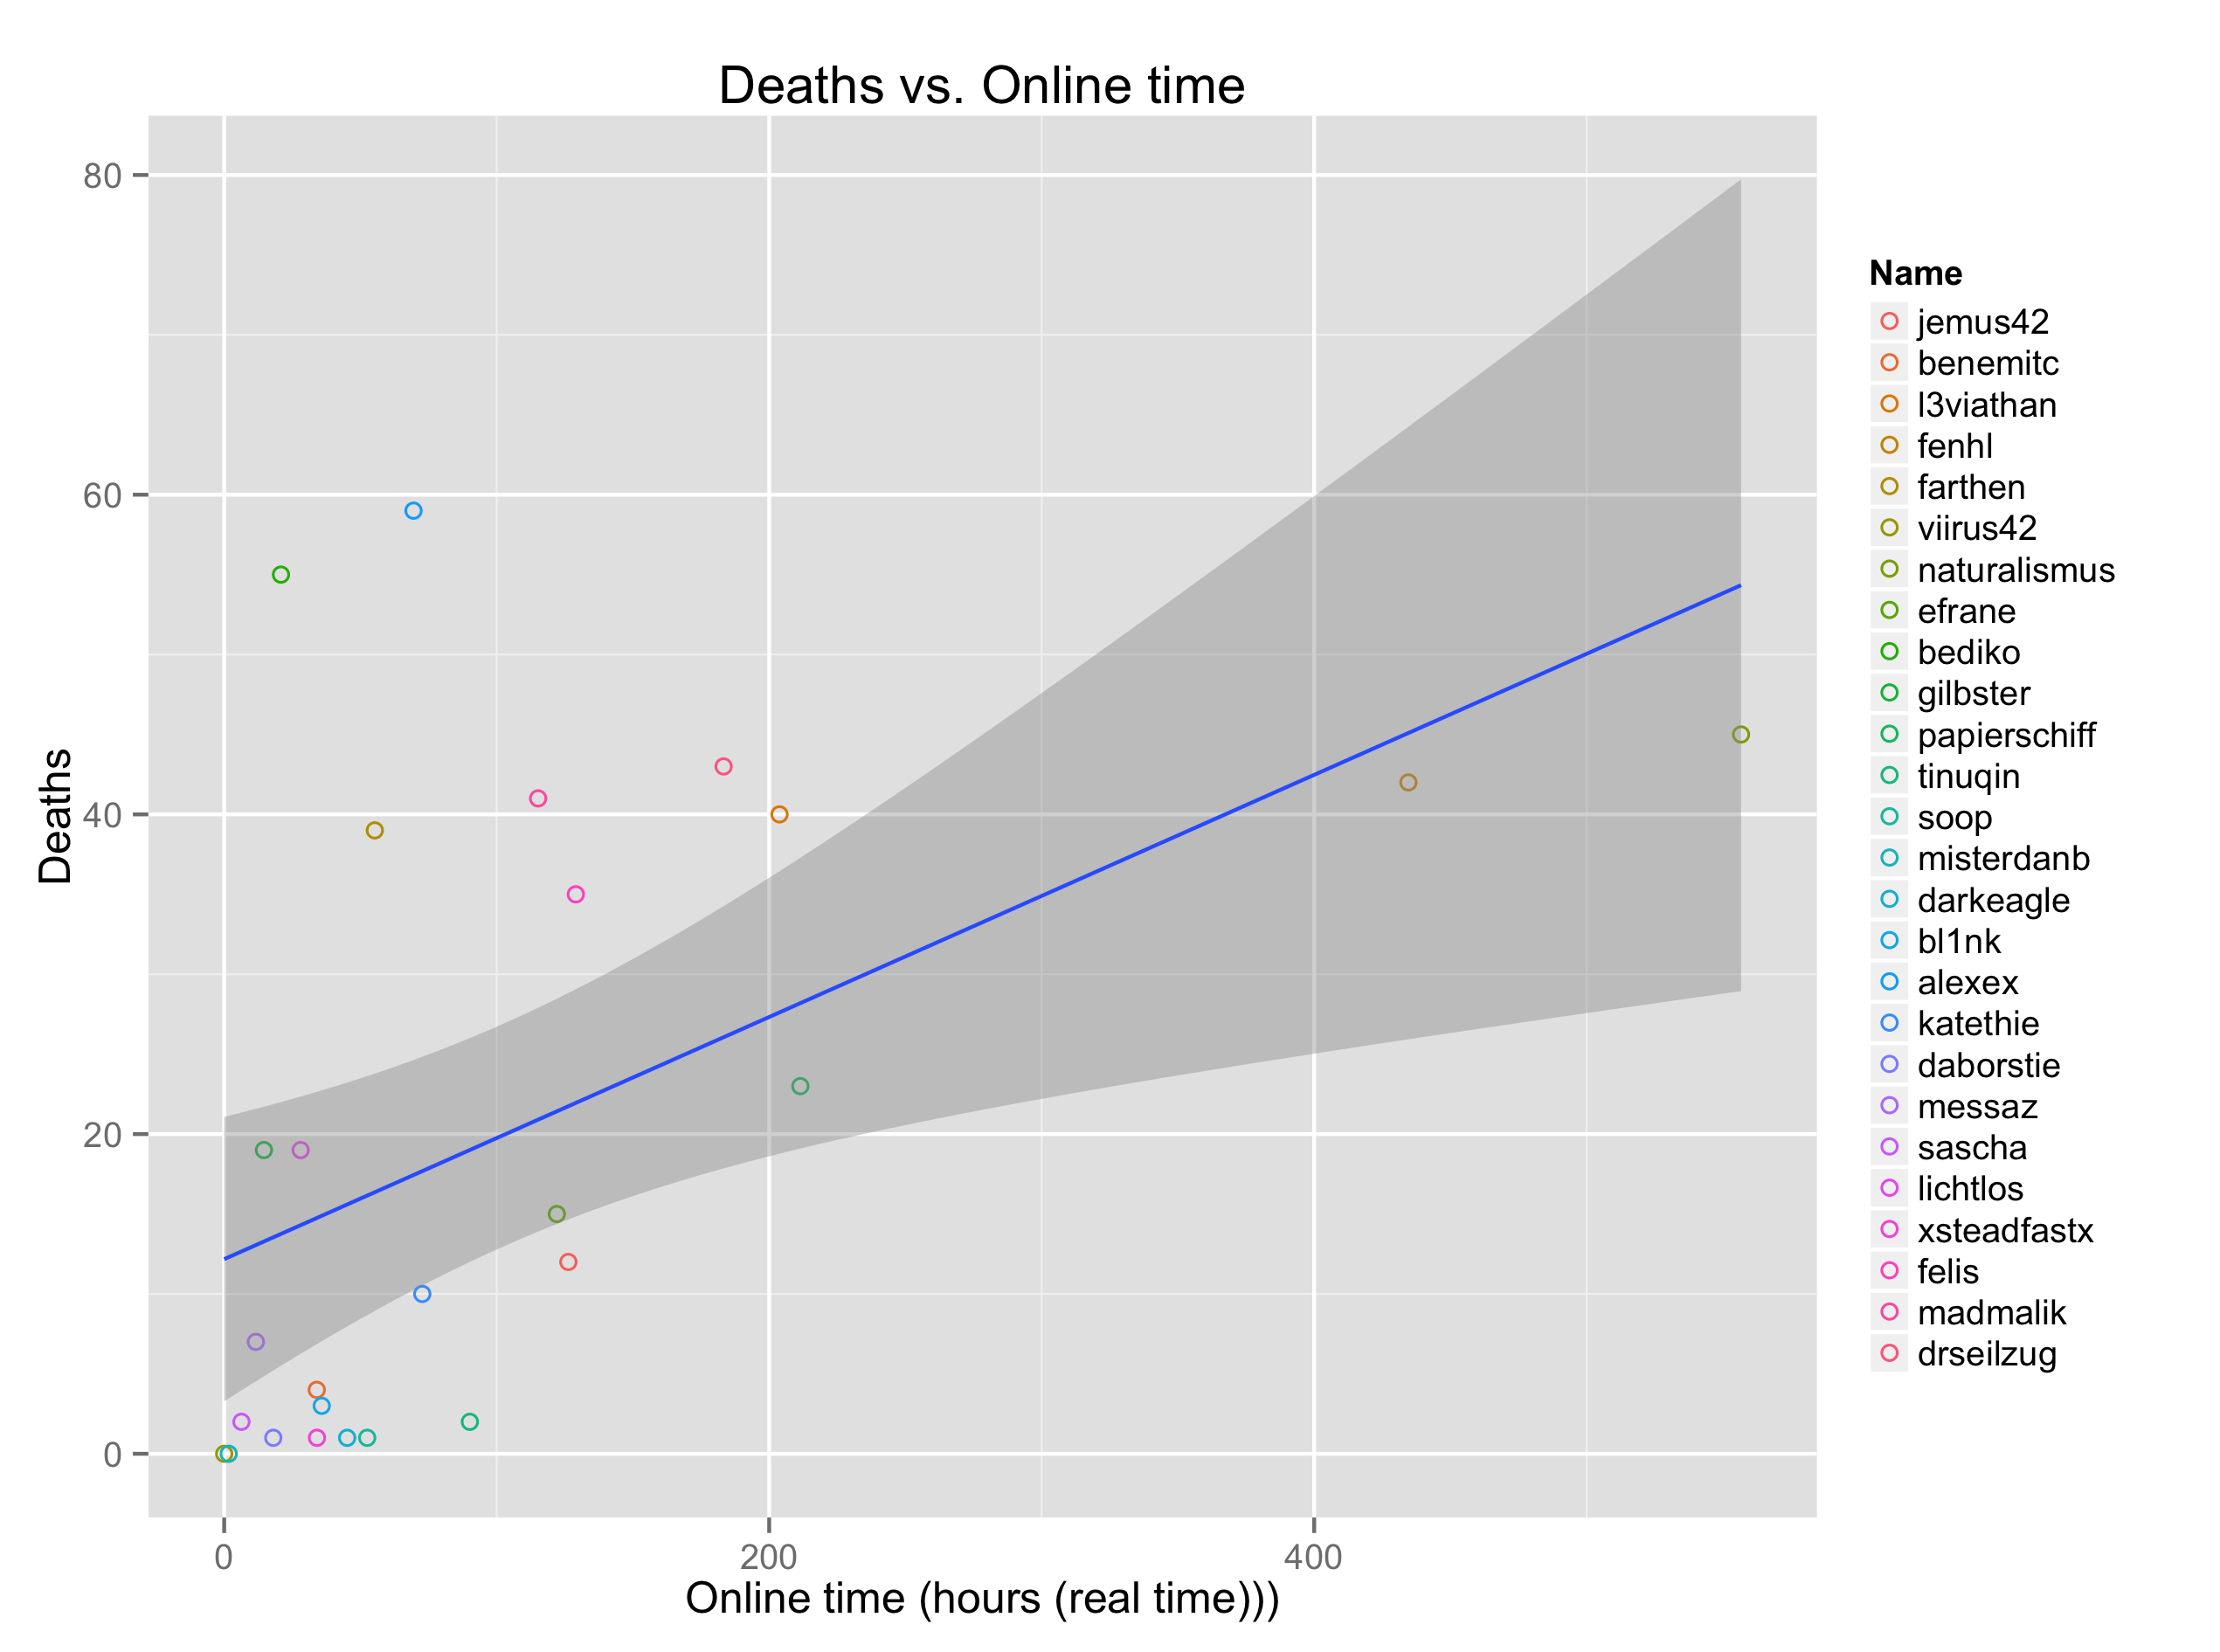 Deaths vs. Online time
80
60
40
20
0
Deaths
0 200 400
Online time (hours (real time)))
Name
jemus42
benemitc
l3viathan
fenhl
farthen
viirus42
naturalismus
efrane
bediko
gilbster
papierschiff
tinuqin
soop
misterdanb
darkeagle
bl1nk
alexex
katethie
daborstie
messaz
sascha
lichtlos
xsteadfastx
felis
madmalik
drseilzug